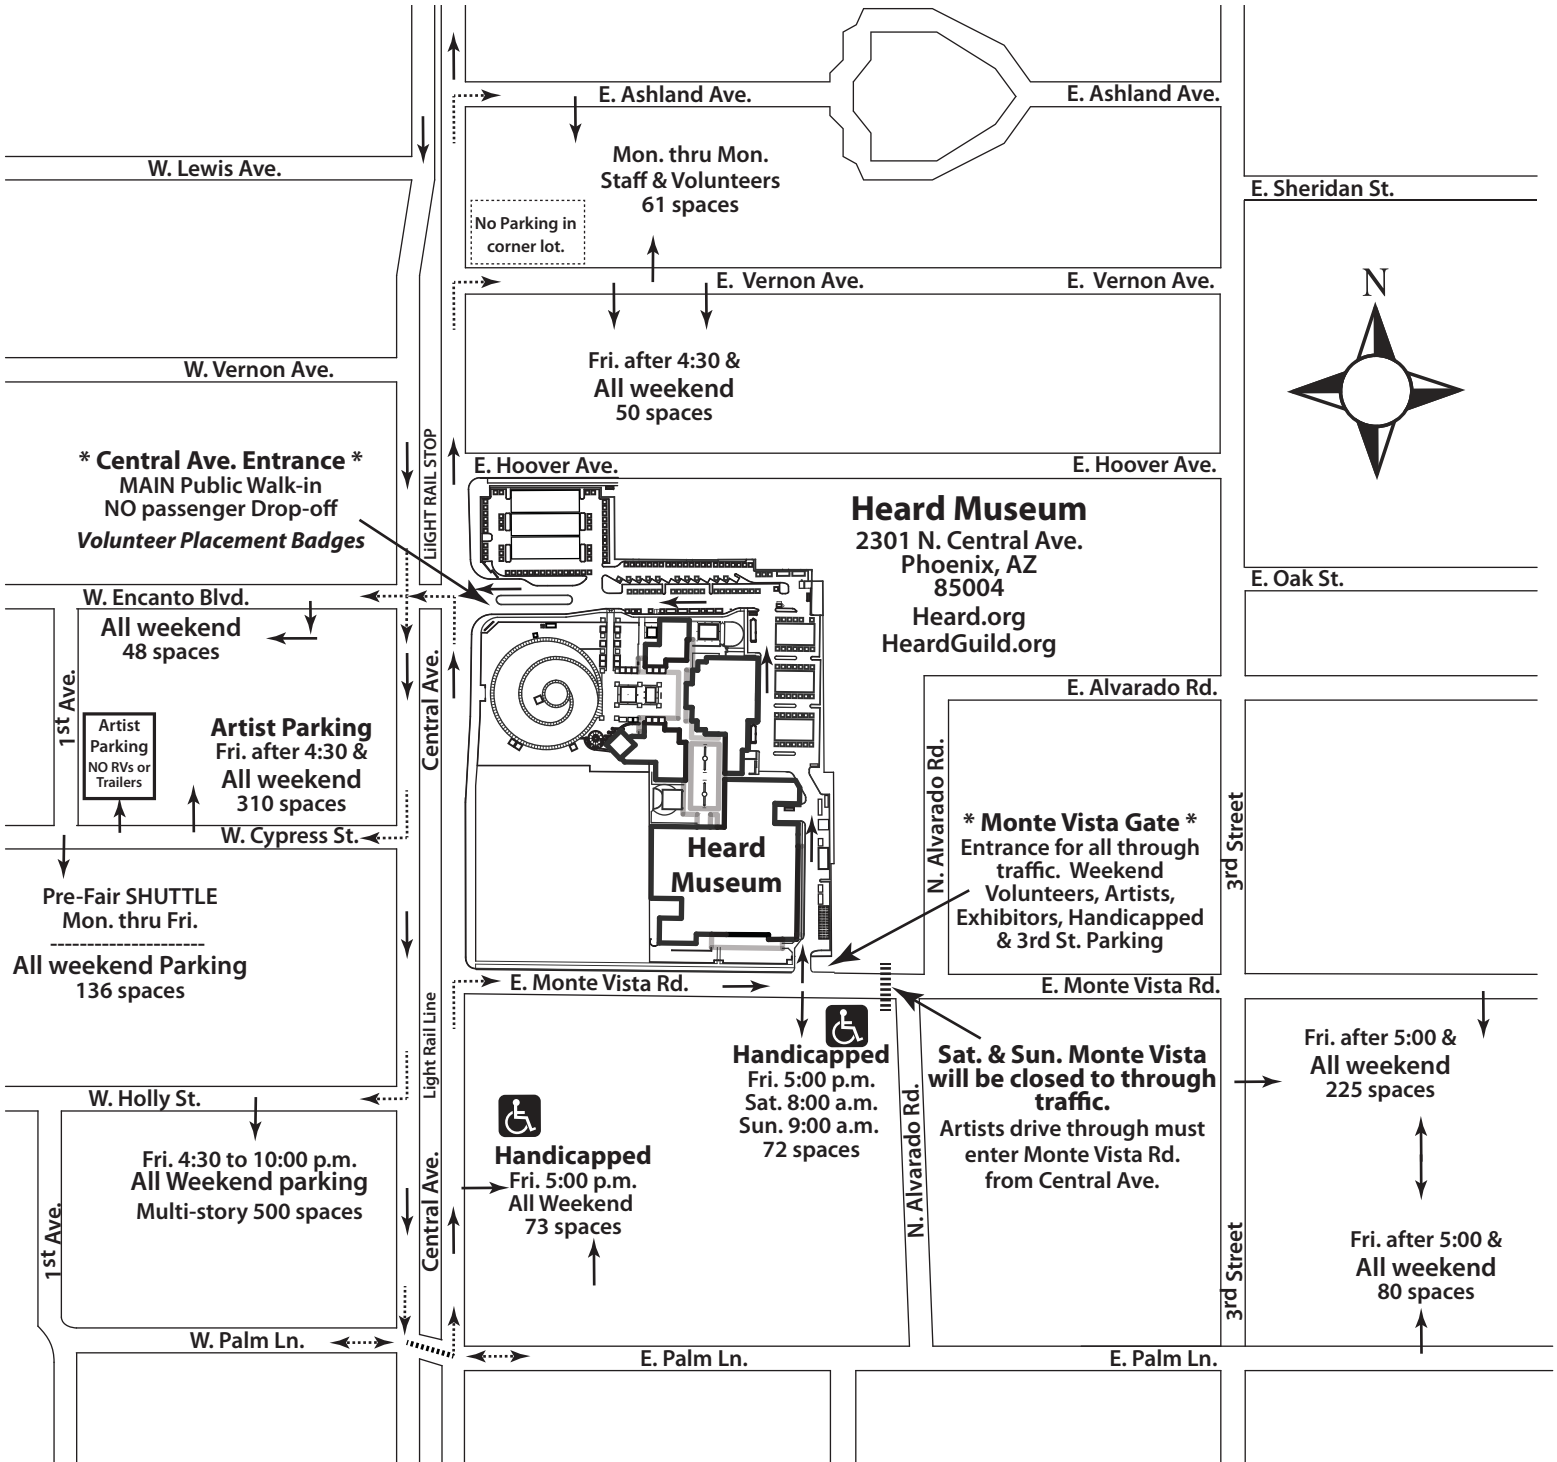 E. Ashland Ave.
E. Ashland Ave.
W. Lewis Ave.
Mon. thru Mon.
Staff & Volunteers
61 spaces
E. Sheridan St.
No Parking in
corner lot.
E. Vernon Ave.
E. Vernon Ave.
N
W. Vernon Ave.
Fri. after 4:30 &
All weekend
50 spaces
LiIGHT RAIL STOP
* Central Ave. Entrance *
MAIN Public Walk-in
NO passenger Drop-off
Volunteer Placement Badges
E. Hoover Ave.
E. Hoover Ave.
Heard Museum
2301 N. Central Ave.
Phoenix, AZ
85004
Heard.org
HeardGuild.org
E. Oak St.
W. Encanto Blvd.
All weekend
48 spaces
1st Ave.
Central Ave.
E. Alvarado Rd.
Artist
Parking
NO RVs or
Trailers
Artist Parking
Fri. after 4:30 &
All weekend
310 spaces
N. Alvarado Rd.
3rd Street
W. Cypress St.
Heard
Museum
* Monte Vista Gate *
Entrance for all through
traffic. Weekend
Volunteers, Artists,
Exhibitors, Handicapped
& 3rd St. Parking
Pre-Fair SHUTTLE
Mon. thru Fri.
---------------------
All weekend Parking
136 spaces
Light Rail Line
E. Monte Vista Rd.
E. Monte Vista Rd.
Handicapped
Fri. 5:00 p.m.
Sat. 8:00 a.m.
Sun. 9:00 a.m.
72 spaces
Sat. & Sun. Monte Vista
will be closed to through
traffic.
Artists drive through must
enter Monte Vista Rd.
from Central Ave.
Fri. after 5:00 &
All weekend
225 spaces
W. Holly St.
N. Alvarado Rd.
Handicapped
Fri. 5:00 p.m.
All Weekend
73 spaces
Fri. 4:30 to 10:00 p.m.
All Weekend parking
Multi-story 500 spaces
1st Ave.
Central Ave.
3rd Street
Fri. after 5:00 &
All weekend
80 spaces
W. Palm Ln.
E. Palm Ln.
E. Palm Ln.